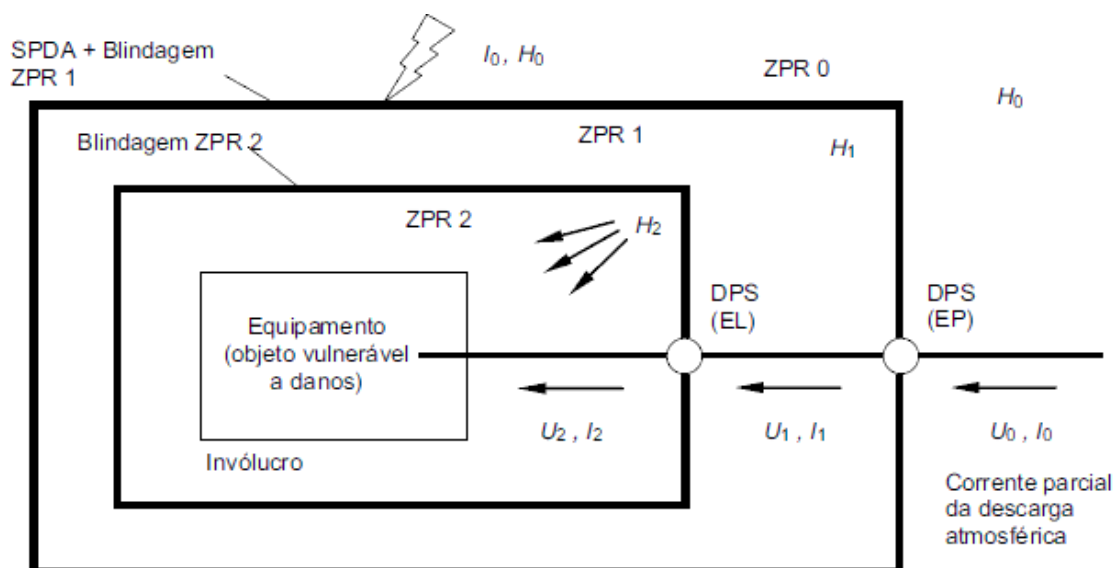 SPDA + Blindagem
ZPR 1
I0 , H0
ZPR 0
H0
Blindagem ZPR 2
ZPR 1
H1
ZPR 2
H2
DPS
(EL)
DPS
(EP)
Equipamento
(objeto vulnerável
a danos)
U2 , I2
U1 , I1
U0 , I0
Invólucro
Corrente parcial
da descarga
atmosférica